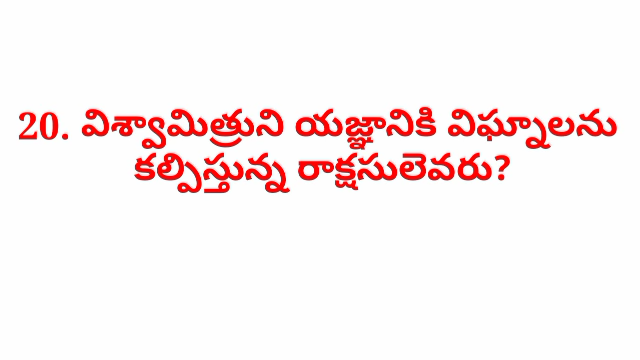 20. విశ్వామిత్రుని యజ్ఞానికి విఘ్నాలను
కల్పిస్తున్న రాక్షసులెవరు?